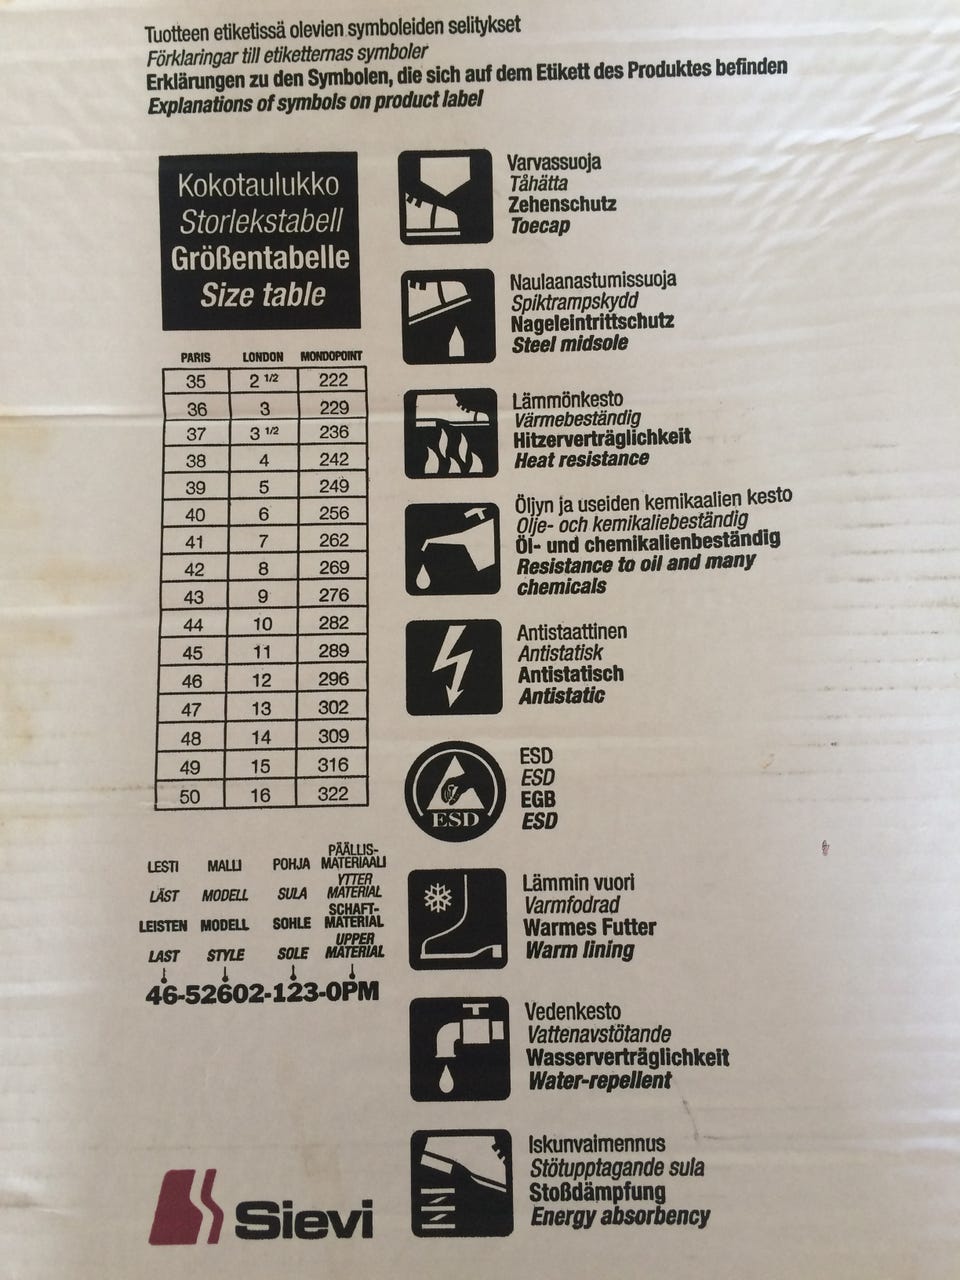 Tuotteen etiketissä olevien symboleiden selitykset
Förklaringar till etiketternas symboler
Erklärungen zu den Symbolen, die sich auf dem Etikett des Produktes befinden
Explanations of symbols on product label
Kokotaulukko
Storlekstabell
Größentabelle
Size table
PARIS LONDON MONDOPOINT
35 2 1/2 222
36 3 229
37 3 1/2 236
38 4 242
39 5 249
40 6 256
41 7 262
42 8 269
43 9 276
44 10 282
45 11 289
46 12 296
47 13 302
48 14 309
49 15 316
50 16 322
LESTI MALLI POHJA PÄÄLLIS-
MATERIAALI
LÄST MODELL SULA YTTER
MATERIAL
LEISTEN MODELL SOHLE SCHAFT-
MATERIAL
LAST STYLE SOLE UPPER
MATERIAL
46-52602-123-0PM
Sievi
Varvassuoja
Tåhätta
Zehenschutz
Toecap
Naulaanastumissuoja
Spiktrampskydd
Nageleintrittschutz
Steel midsole
Lämmönkesto
Värmebeständig
Hitzerverträglichkeit
Heat resistance
Öljyn ja useiden kemikaalien kesto
Olje- och kemikaliebeständig
Öl- und chemikalienbeständig
Resistance to oil and many
chemicals
Antistaattinen
Antistatisk
Antistatisch
Antistatic
ESD
ESD
ESD
EGB
ESD
Lämmin vuori
Varmfodrad
Warmes Futter
Warm lining
Vedenkesto
Vattenavstötande
Wasserverträglichkeit
Water-repellent
Iskunvaimennus
Stötupptagande sula
Stoßdämpfung
Energy absorbency